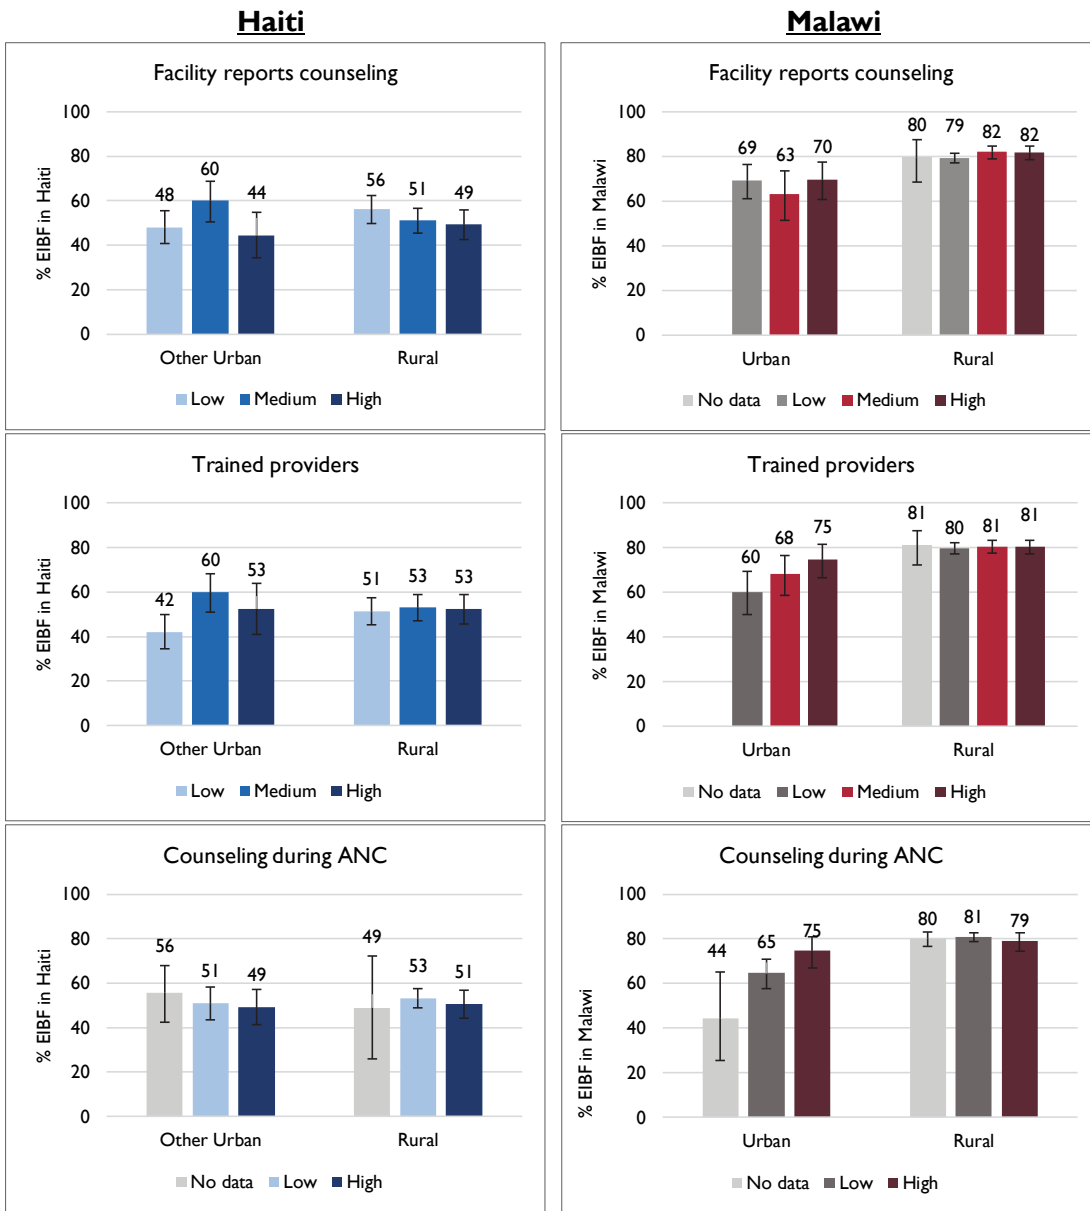 Haiti
Malawi
Facility reports counseling
% EIBF in Haiti
100
80
60
40
20
0
48
60
44
56
51
49
Other Urban
Rural
Low
Medium
High
Facility reports counseling
% EIBF in Malawi
100
80
60
40
20
0
69
63
70
80
79
82
82
Urban
Rural
No data
Low
Medium
High
Trained providers
% EIBF in Haiti
100
80
60
40
20
0
42
60
53
51
53
53
Other Urban
Rural
Low
Medium
High
Trained providers
% EIBF in Malawi
100
80
60
40
20
0
60
68
75
81
80
81
81
Urban
Rural
No data
Low
Medium
High
Counseling during ANC
% EIBF in Haiti
100
80
60
40
20
0
56
51
49
49
53
51
Other Urban
Rural
No data
Low
High
Counseling during ANC
% EIBF in Malawi
100
80
60
40
20
0
44
65
75
80
81
79
Urban
Rural
No data
Low
High